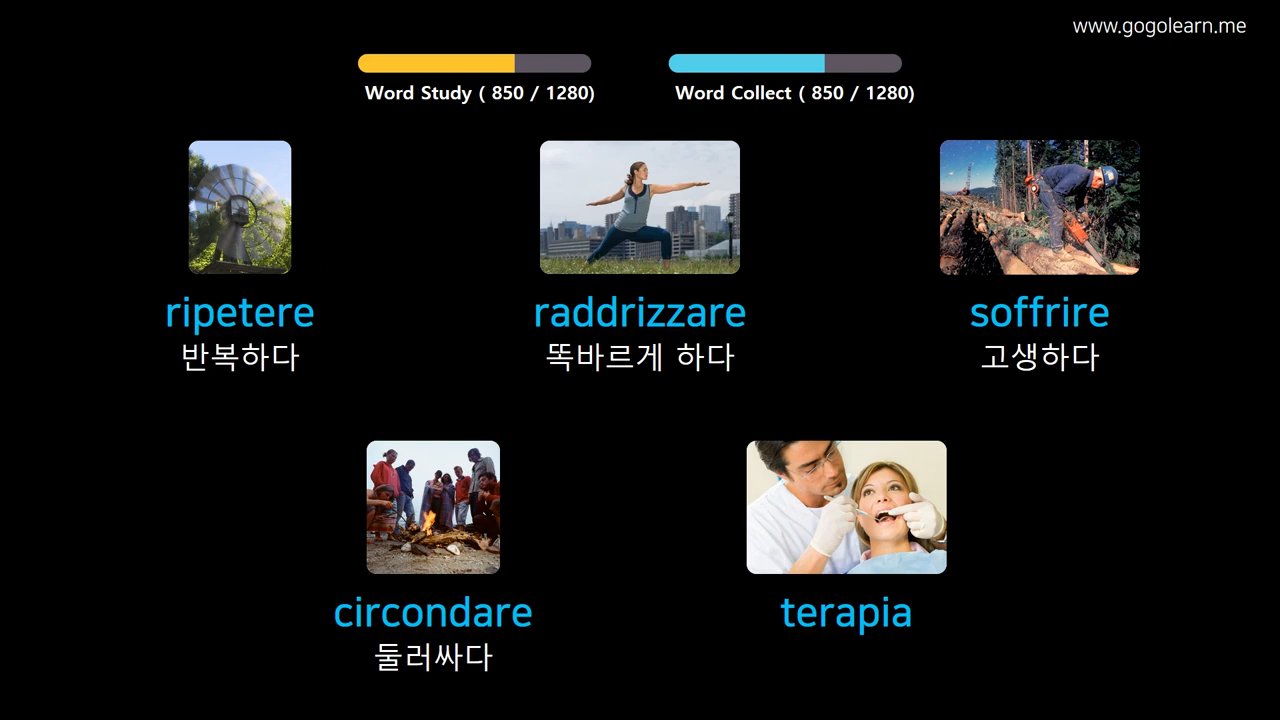 www.gogolearn.me
Word Study ( 850 / 1280)
Word Collect ( 850 / 1280)
ripetere
반복하다
raddrizzare
똑바르게 하다
soffrire
고생하다
circondare
둘러싸다
terapia